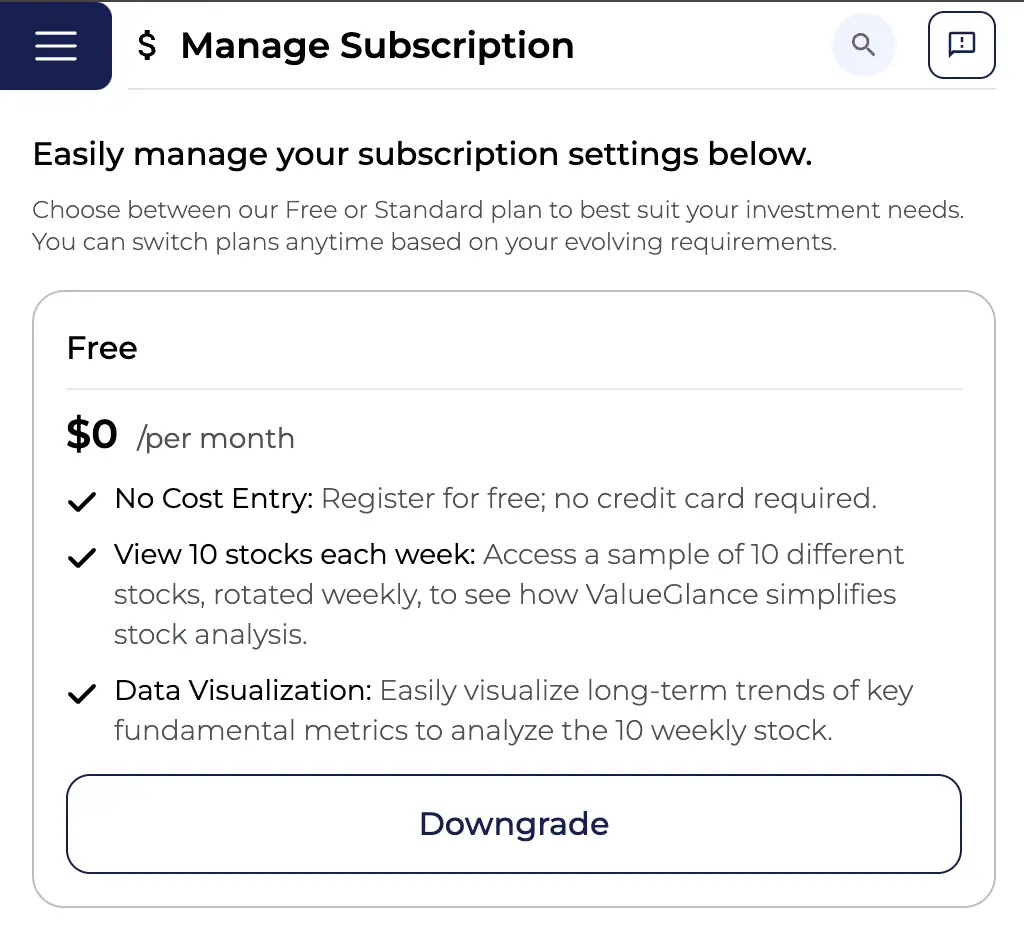 $ Manage Subscription
Easily manage your subscription settings below.
Choose between our Free or Standard plan to best suit your investment needs.
You can switch plans anytime based on your evolving requirements.
Free
$0 /per month
No Cost Entry: Register for free; no credit card required.
View 10 stocks each week: Access a sample of 10 different
stocks, rotated weekly, to see how ValueGlance simplifies
stock analysis.
Data Visualization: Easily visualize long-term trends of key
fundamental metrics to analyze the 10 weekly stock.
Downgrade